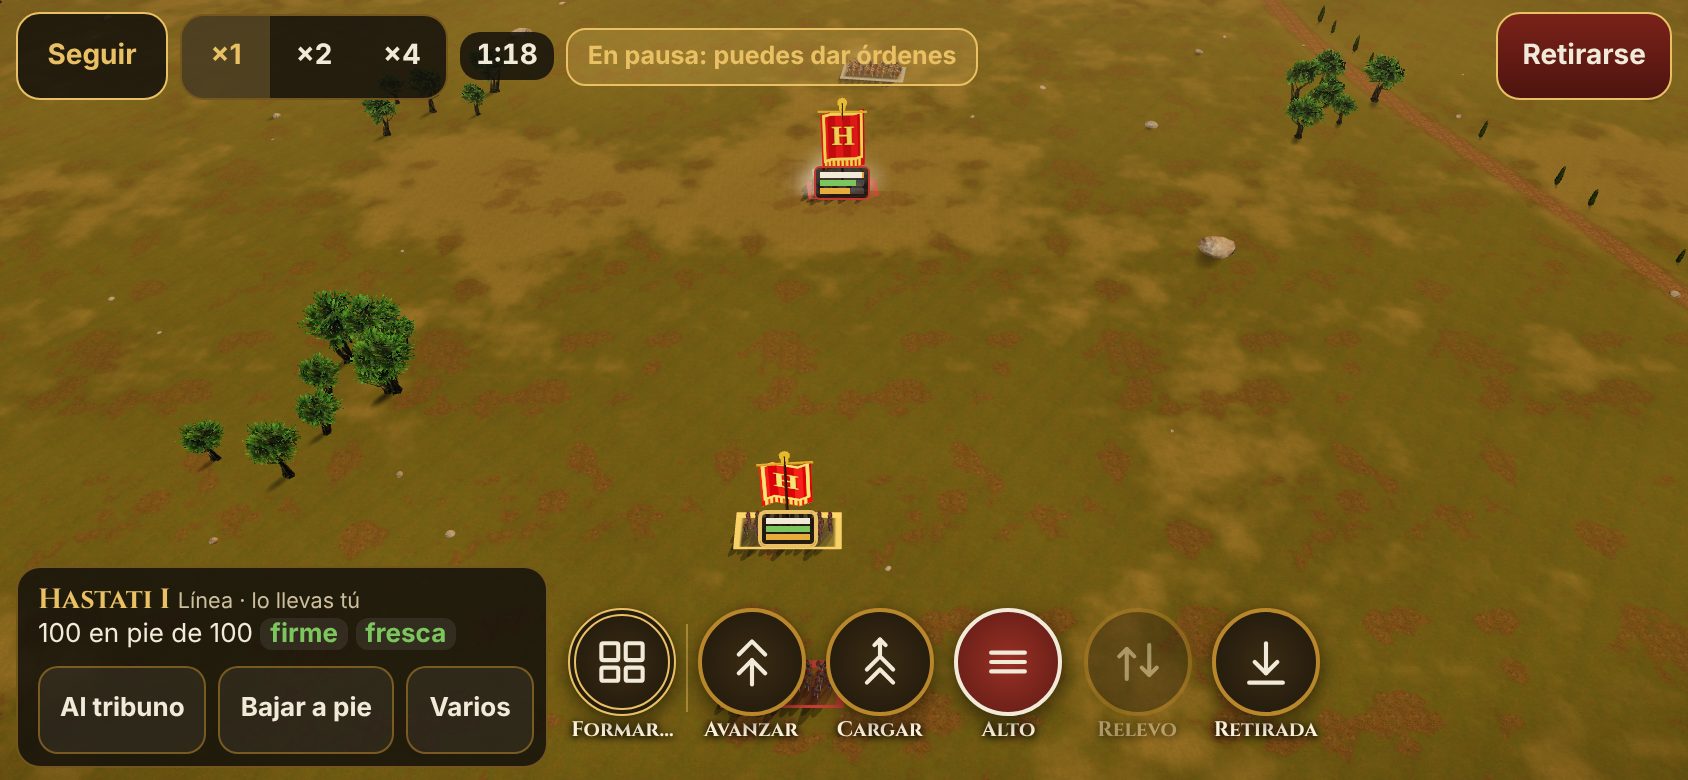 Seguir
×1
×2
×4
1:18
En pausa: puedes dar órdenes
Retirarse
H
H
Hastati I Línea · lo llevas tú
100 en pie de 100 firme fresca
Al tribuno
Bajar a pie
Varios
Formar...
Avanzar
Cargar
Alto
Relevo
Retirada